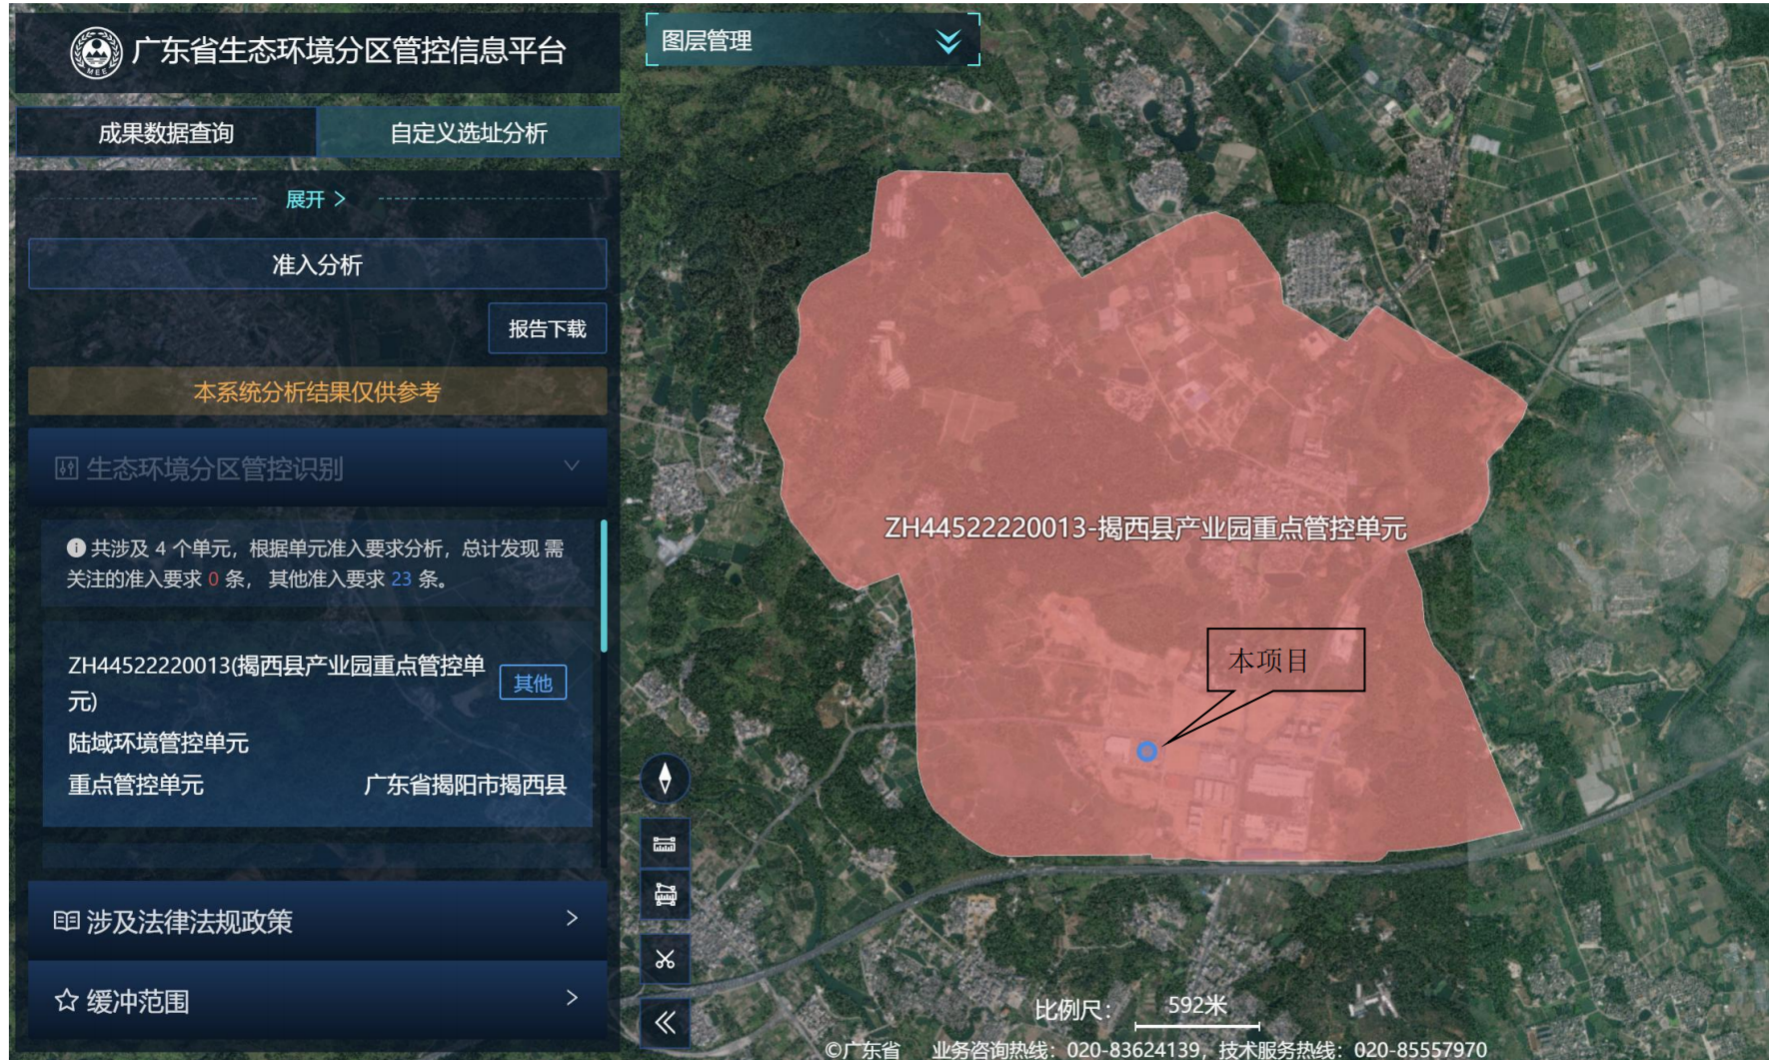 MEE
广东省生态环境分区管控信息平台
成果数据查询
自定义选址分析
展开 >
准入分析
报告下载
本系统分析结果仅供参考
生态环境分区管控识别
共涉及 4 个单元，根据单元准入要求分析，总计发现 需
关注的准入要求 0 条， 其他准入要求 23 条。
ZH44522220013(揭西县产业园重点管控单
元)
其他
陆域环境管控单元
重点管控单元
广东省揭阳市揭西县
涉及法律法规政策
缓冲范围
图层管理
ZH44522220013-揭西县产业园重点管控单元
本项目
比例尺：
592米
©广东省
业务咨询热线：020-83624139，技术服务热线：020-85557970